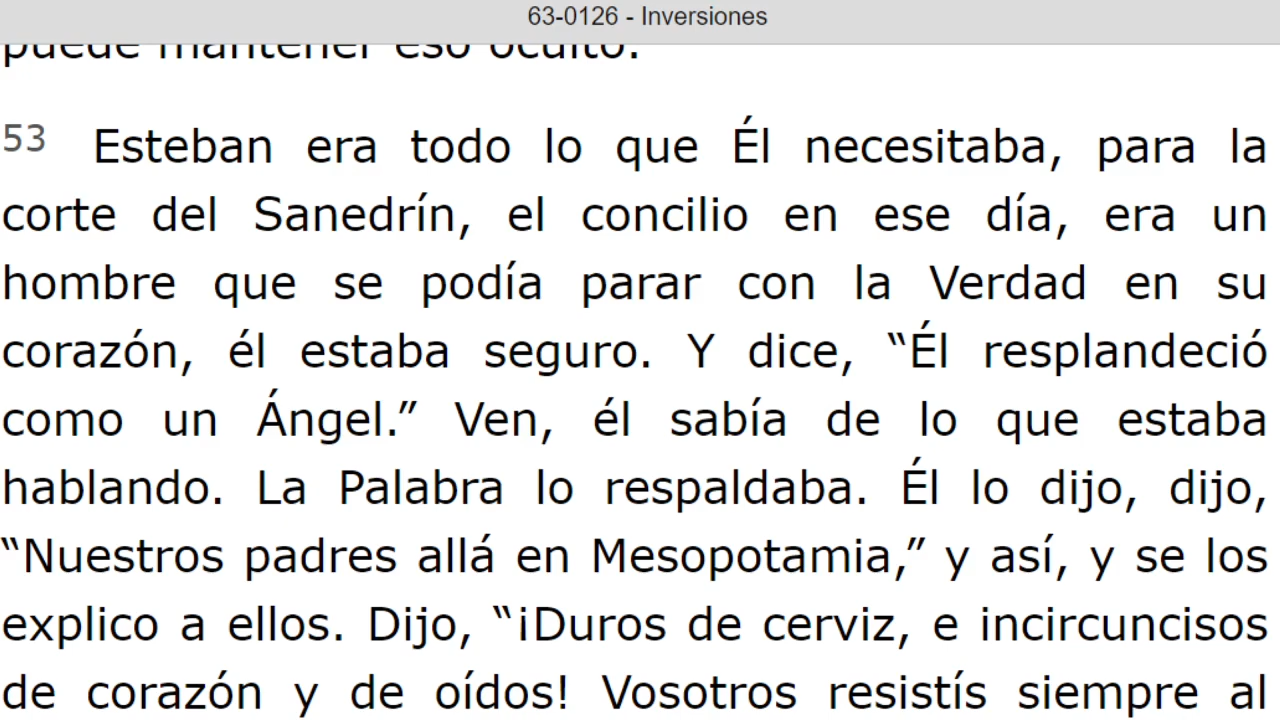 63-0126 - Inversiones
puede mantener eso oculto.
53 Esteban era todo lo que Él necesitaba, para la
corte del Sanedrín, el concilio en ese día, era un
hombre que se podía parar con la Verdad en su
corazón, él estaba seguro. Y dice, “Él resplandeció
como un Ángel.” Ven, él sabía de lo que estaba
hablando. La Palabra lo respaldaba. Él lo dijo, dijo,
“Nuestros padres allá en Mesopotamia,” y así, y se los
explico a ellos. Dijo, “¡Duros de cerviz, e incircuncisos
de corazón y de oídos! Vosotros resistís siempre al